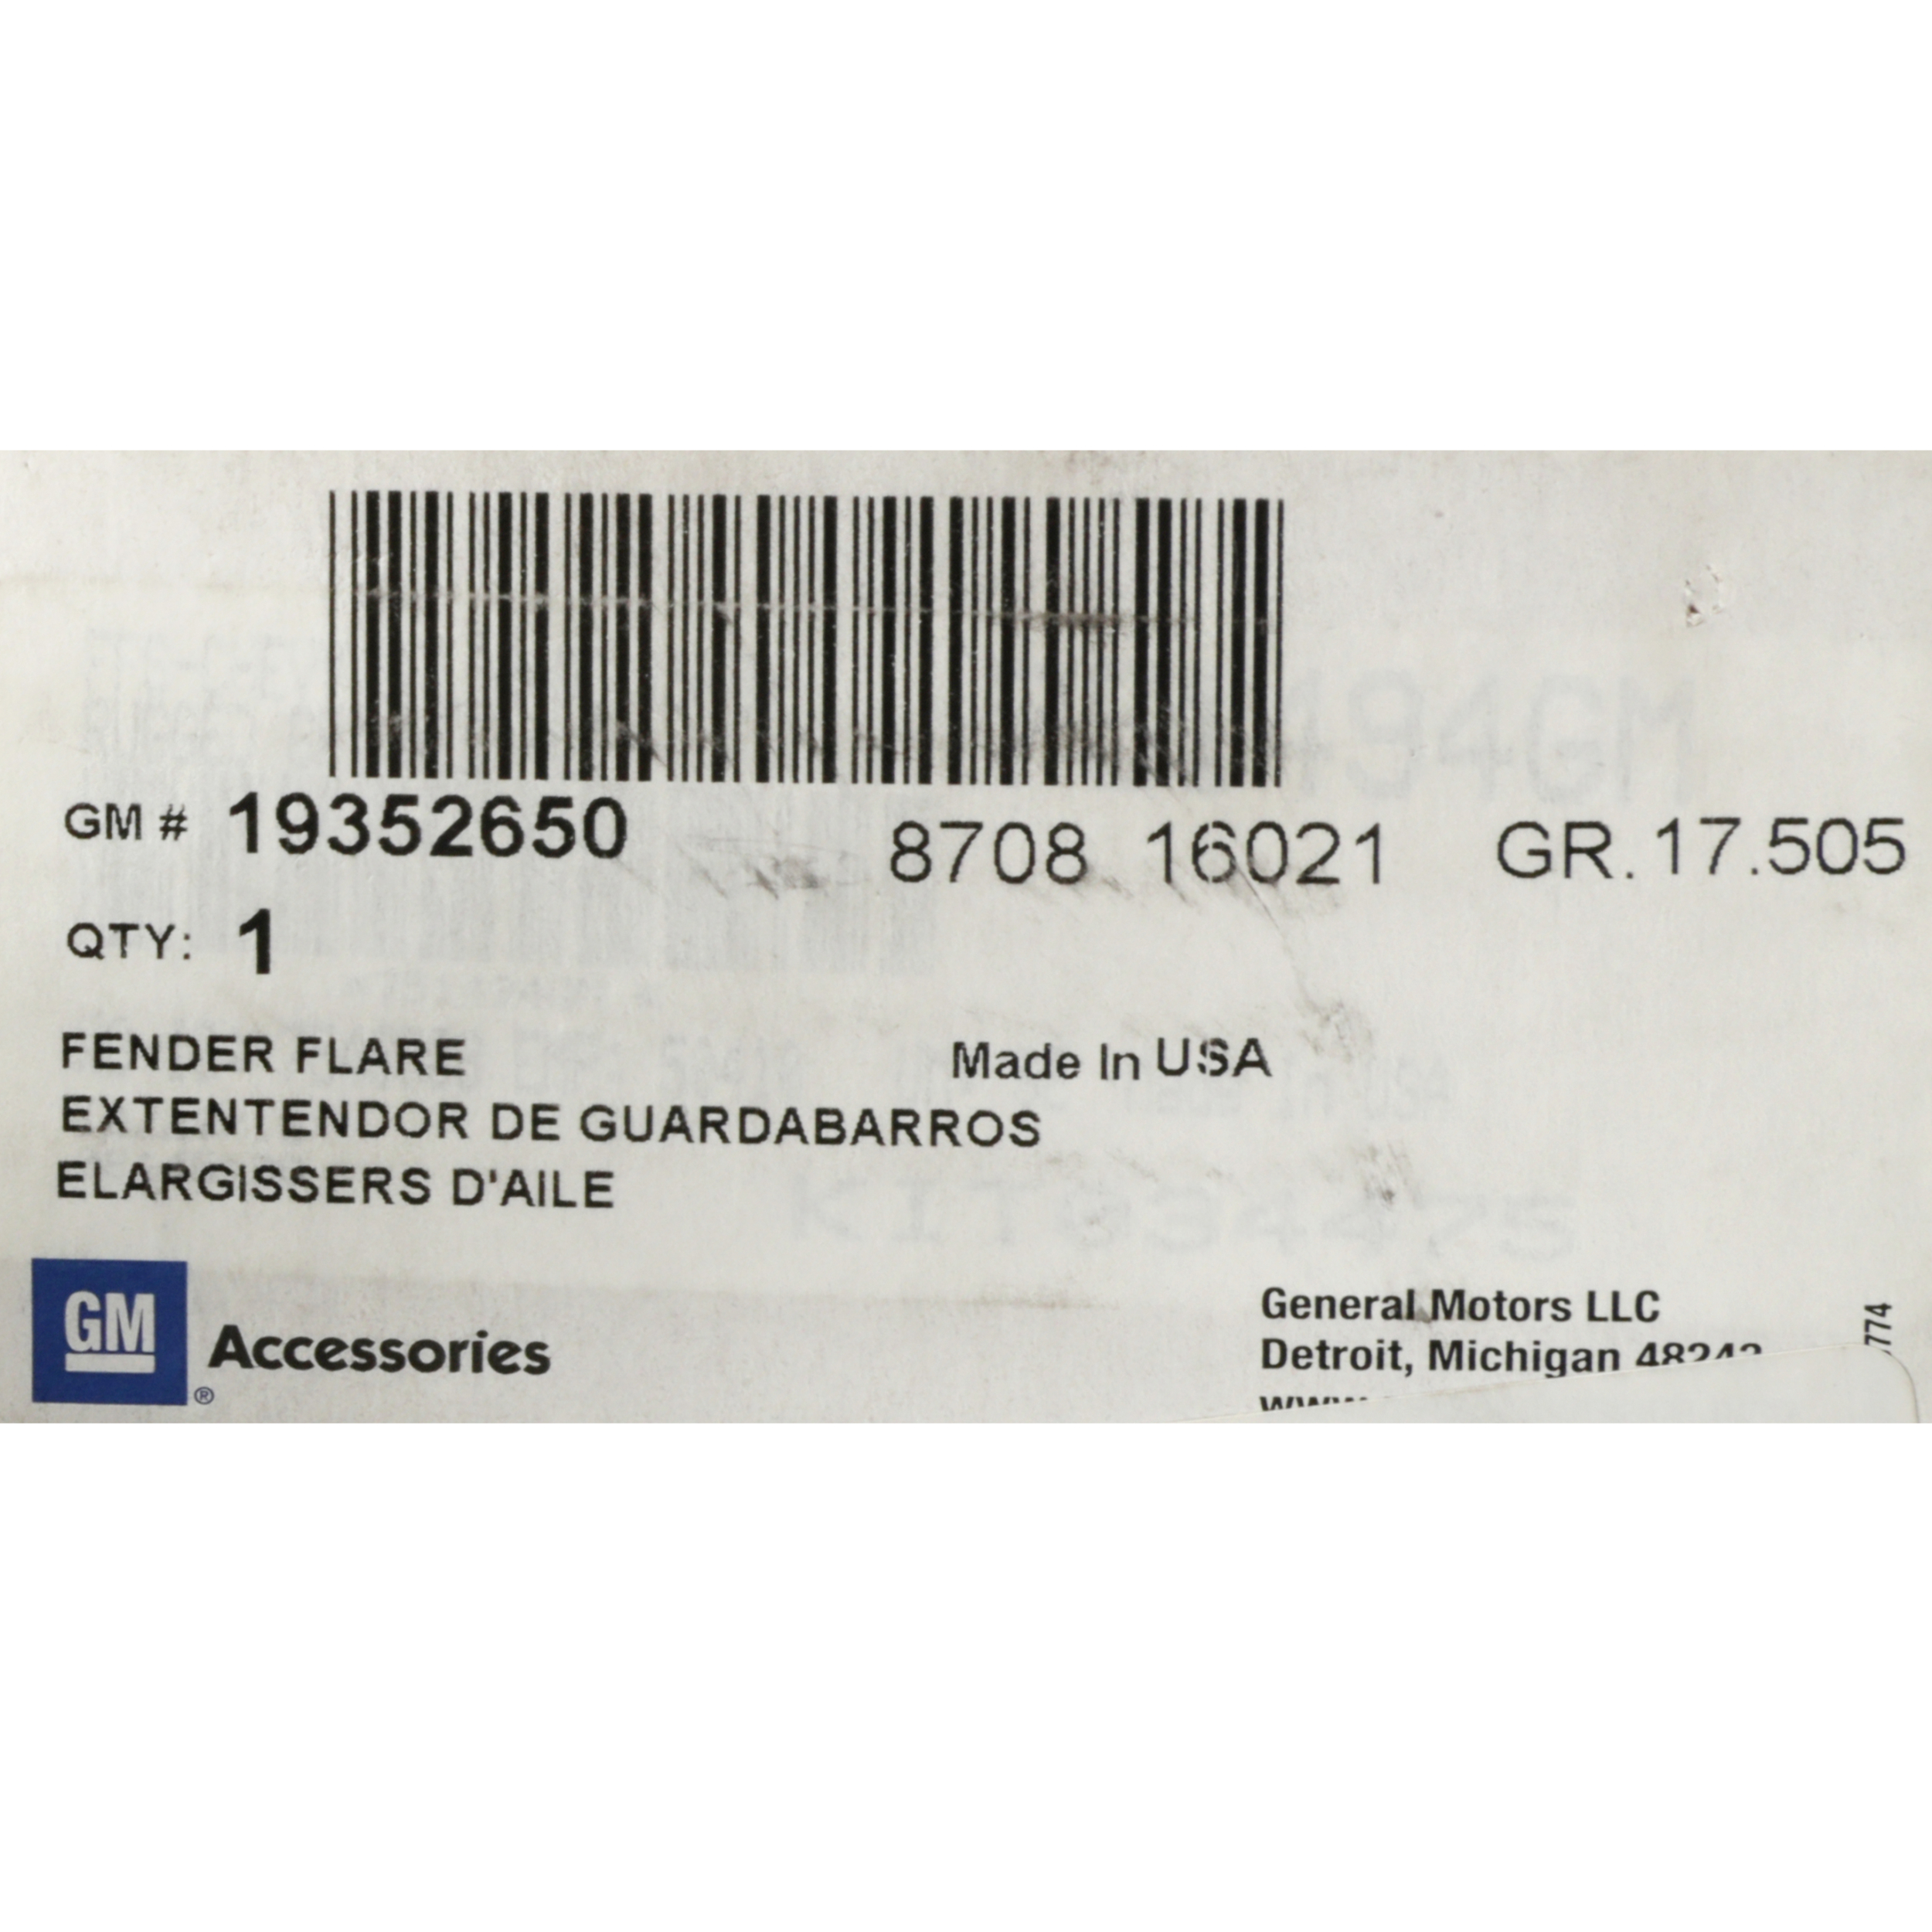 GM # 19352650 8708 16021 GR. 17.505
QTY: 1
FENDER FLARE Made In USA
EXTENTENDOR DE GUARDABARROS
ELARGISSERS D'AILE
GM
® Accessories
General Motors LLC
Detroit, Michigan
774